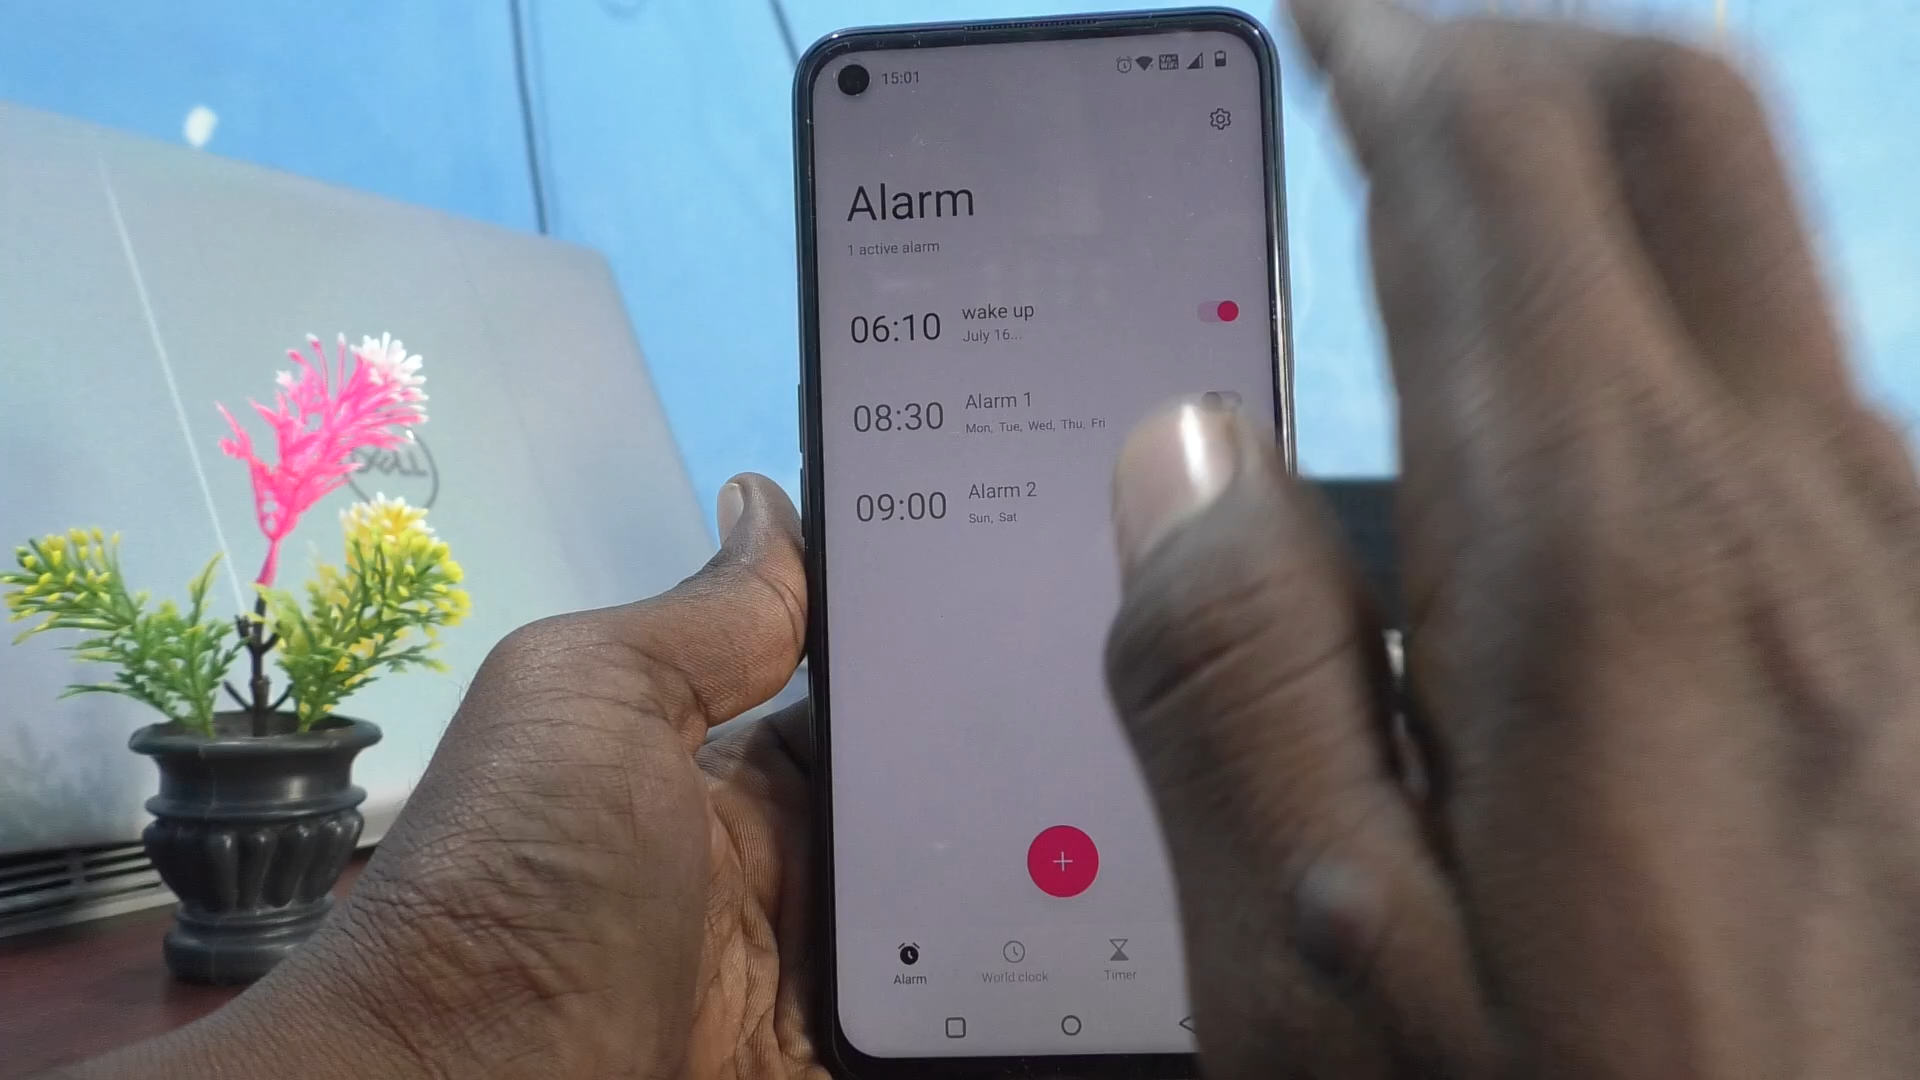 15:01
Alarm
1 active alarm
06:10
wake up
July 16...
08:30
Alarm 1
Mon, Tue, Wed, Thu, Fri
09:00
Alarm 2
Sun, Sat
Alarm
World clock
Timer
DELL